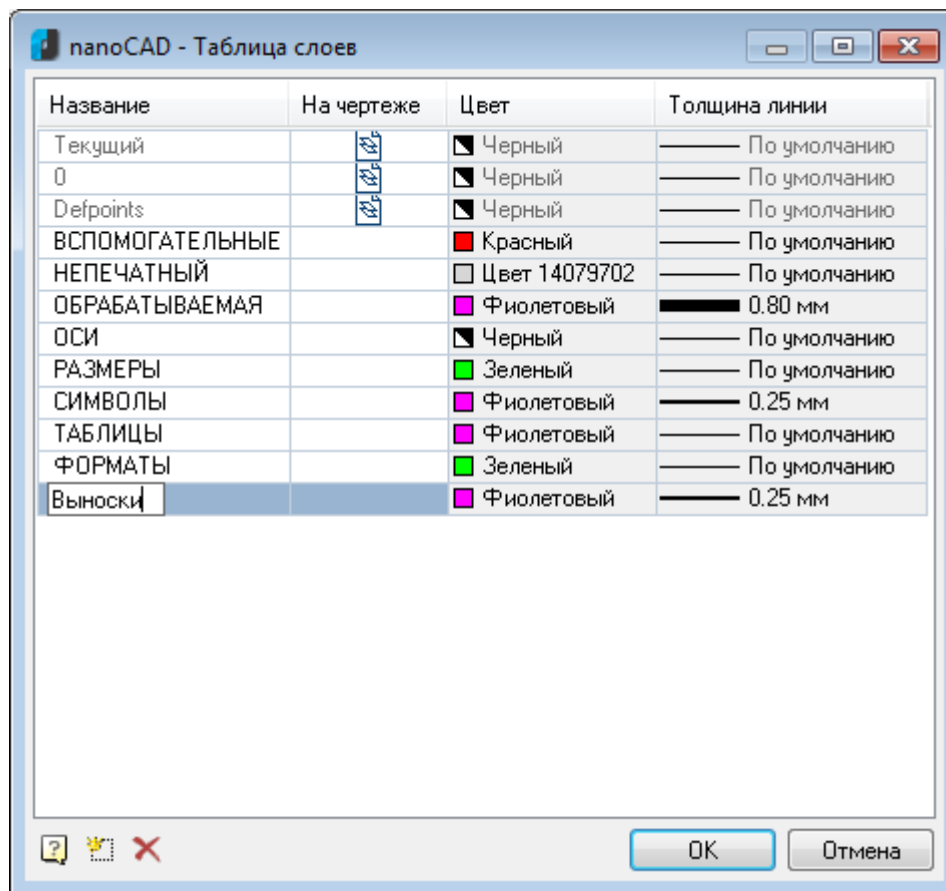 nanoCAD - Таблица слоев
Название На чертеже Цвет Толщина линии
Текущий Черный По умолчанию
0 Черный По умолчанию
Defpoints Черный По умолчанию
ВСПОМОГАТЕЛЬНЫЕ Красный По умолчанию
НЕПЕЧАТНЫЙ Цвет 14079702 По умолчанию
ОБРАБАТЫВАЕМАЯ Фиолетовый 0.80 мм
ОСИ Черный По умолчанию
РАЗМЕРЫ Зеленый По умолчанию
СИМВОЛЫ Фиолетовый 0.25 мм
ТАБЛИЦЫ Фиолетовый По умолчанию
ФОРМАТЫ Зеленый По умолчанию
Выноски Фиолетовый 0.25 мм
OK Отмена